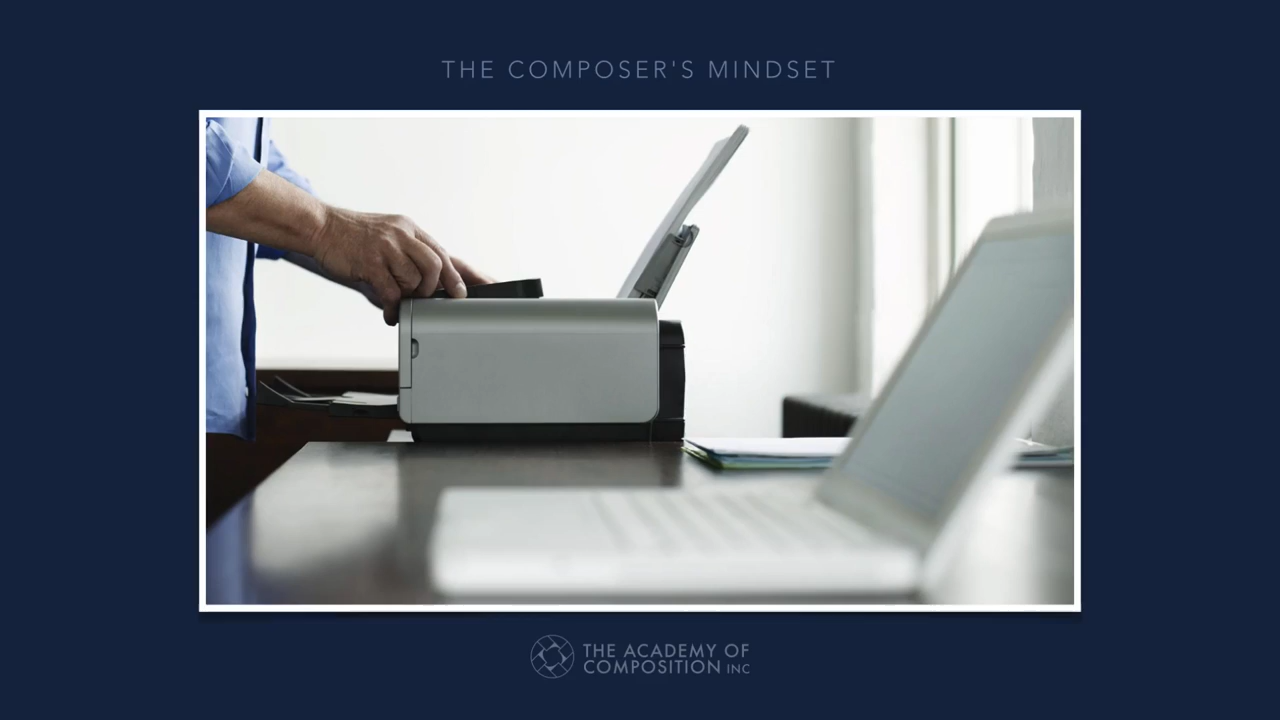 THE COMPOSER'S MINDSET
THE ACADEMY OF
COMPOSITION INC